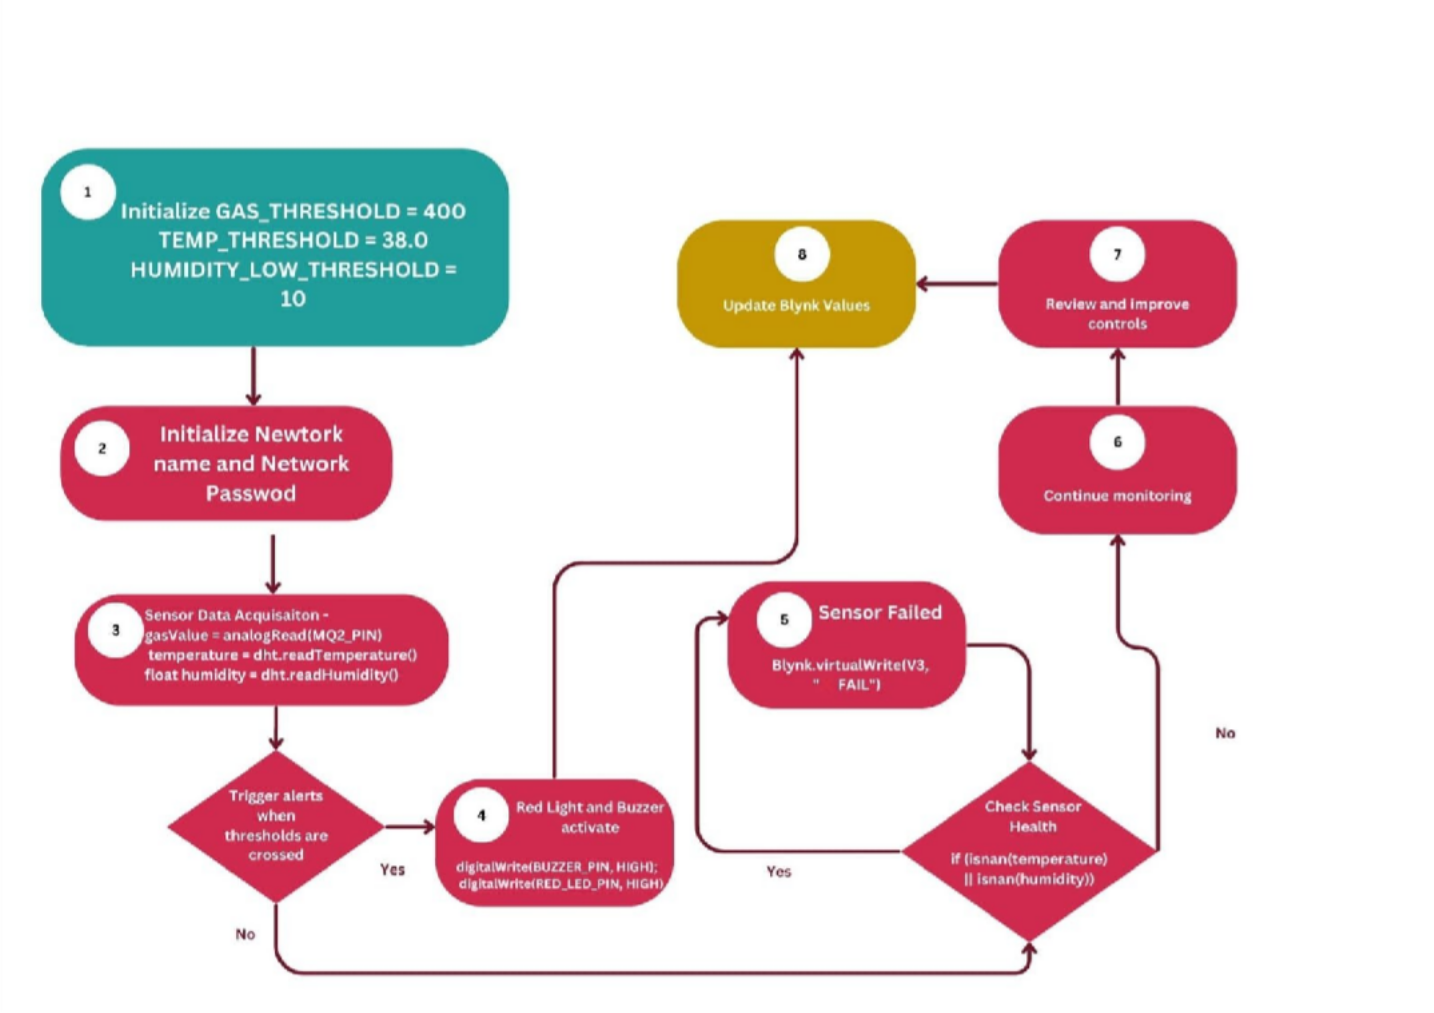 1
Initialize GAS_THRESHOLD = 400
TEMP_THRESHOLD = 38.0
HUMIDITY_LOW_THRESHOLD =
10
2
Initialize Newtork
name and Network
Passwod
3
Sensor Data Acquisaiton -
gasValue = analogRead(MQ2_PIN)
temperature = dht.readTemperature()
float humidity = dht.readHumidity()
Trigger alerts
when
thresholds are
crossed
Yes
No
4
Red Light and Buzzer
activate
digitalWrite(BUZZER_PIN, HIGH);
digitalWrite(RED_LED_PIN, HIGH)
5
Sensor Failed
Blynk.virtualWrite(V3,
" FAIL")
Check Sensor
Health
if (isnan(temperature)
|| isnan(humidity))
Yes
No
6
Continue monitoring
7
Review and improve
controls
8
Update Blynk Values